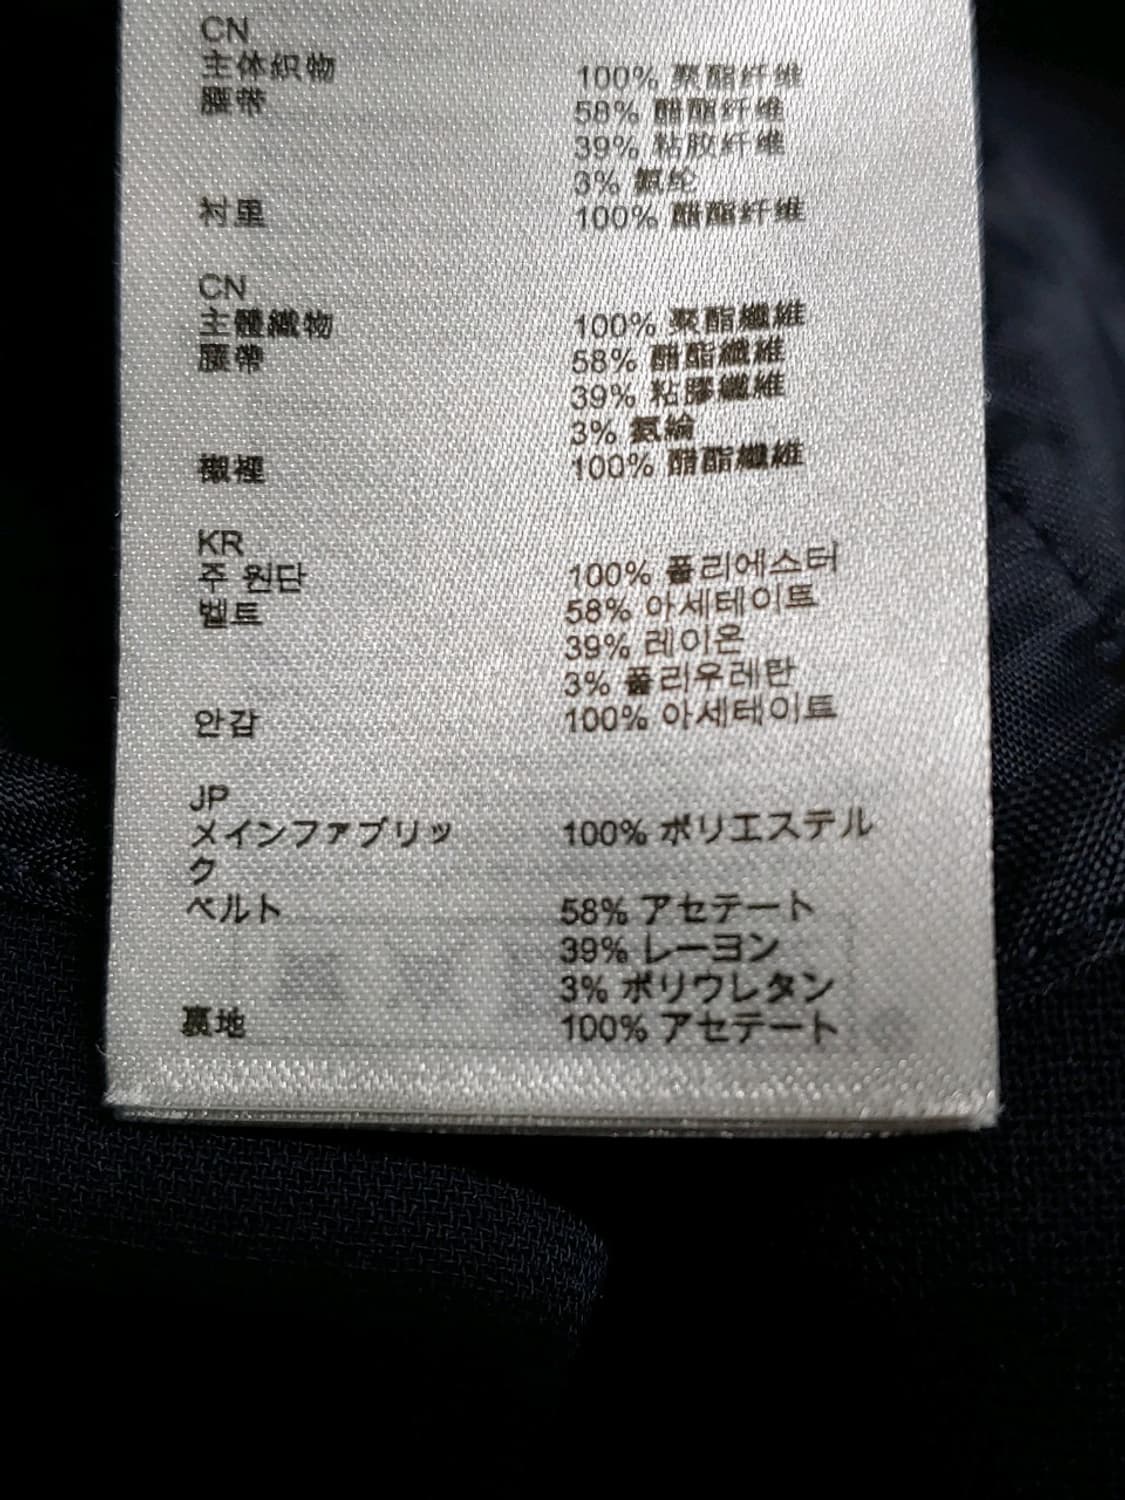 CN
主体织物 100% 聚酯纤维
腰带 58% 醋酯纤维
39% 粘胶纤维
3% 氨纶
衬里 100% 醋酯纤维
CN
主體織物 100% 聚酯纖維
腰帶 58% 醋酯纖維
39% 粘膠纖維
3% 氨綸
襯裡 100% 醋酯纖維
KR
주 원단 100% 폴리에스터
벨트 58% 아세테이트
39% 레이온
3% 폴리우레탄
안감 100% 아세테이트
JP
メインファブリッ 100% ポリエステル
ク
ベルト 58% アセテート
39% レーヨン
3% ポリウレタン
裏地 100% アセテート